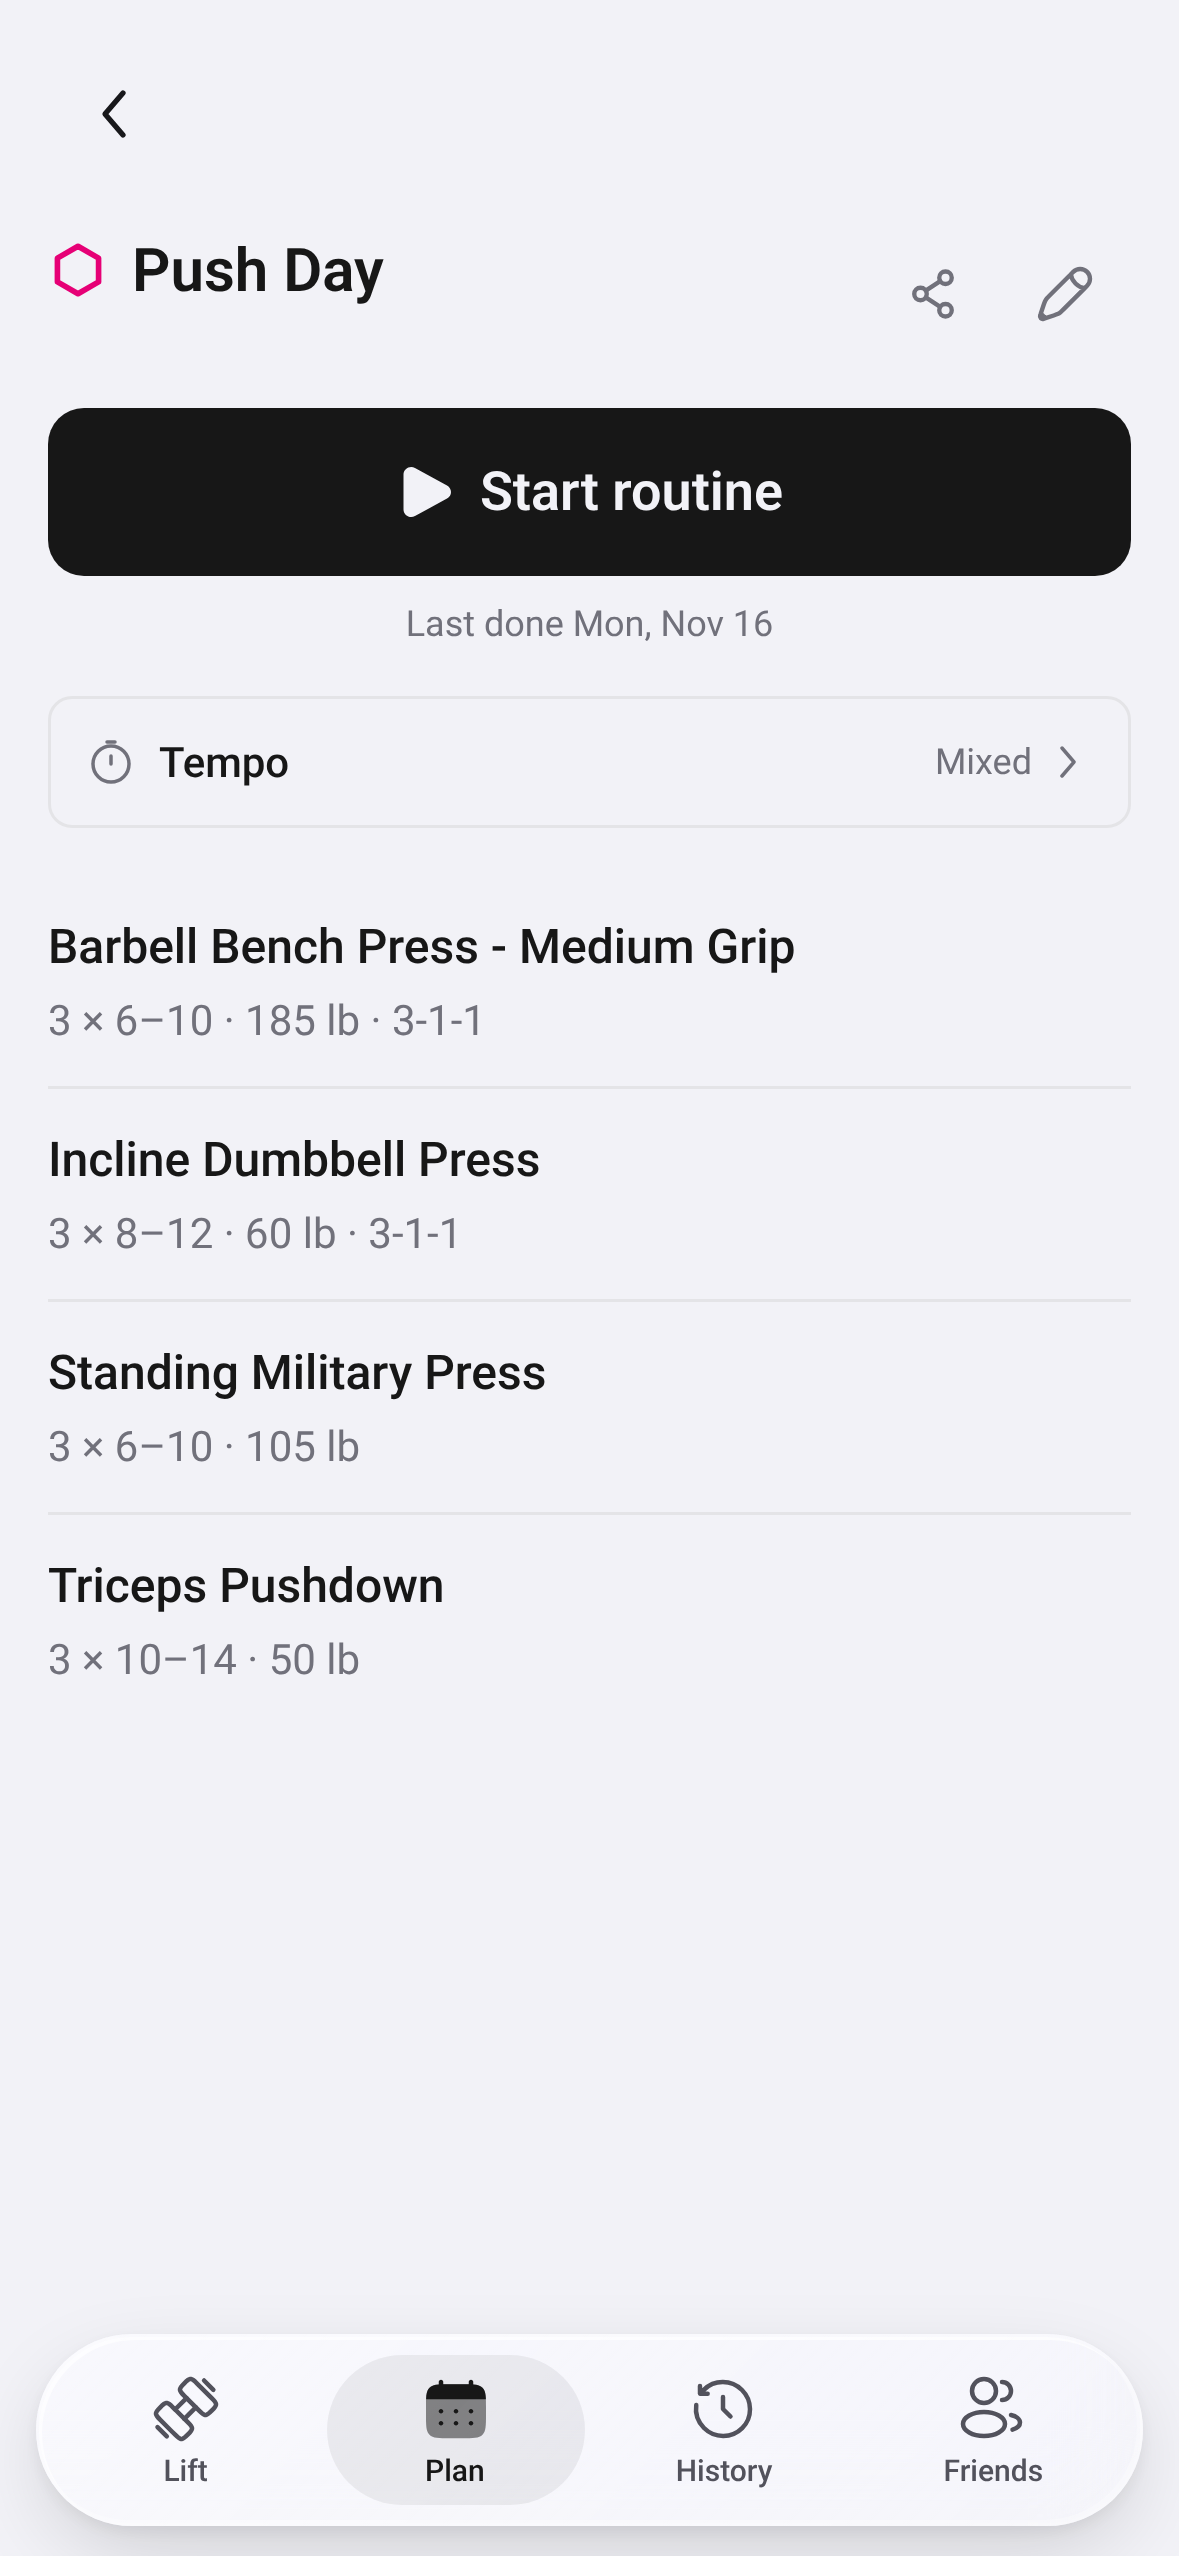 Push Day
Start routine
Last done Mon, Nov 16
Tempo
Mixed
Barbell Bench Press - Medium Grip
3 × 6–10 · 185 lb · 3-1-1
Incline Dumbbell Press
3 × 8–12 · 60 lb · 3-1-1
Standing Military Press
3 × 6–10 · 105 lb
Triceps Pushdown
3 × 10–14 · 50 lb
Lift
Plan
History
Friends